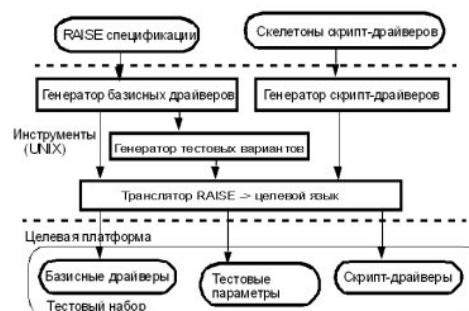 RAISE спецификации
Скелетоны скрипт-драйверов
Генератор базисных драйверов
Генератор скрипт-драйверов
Инструменты
(UNIX)
Генератор тестовых вариантов
Транслятор RAISE -> целевой язык
Целевая платформа
Базисные драйверы
Тестовые
параметры
Скрипт-драйверы
Тестовый набор